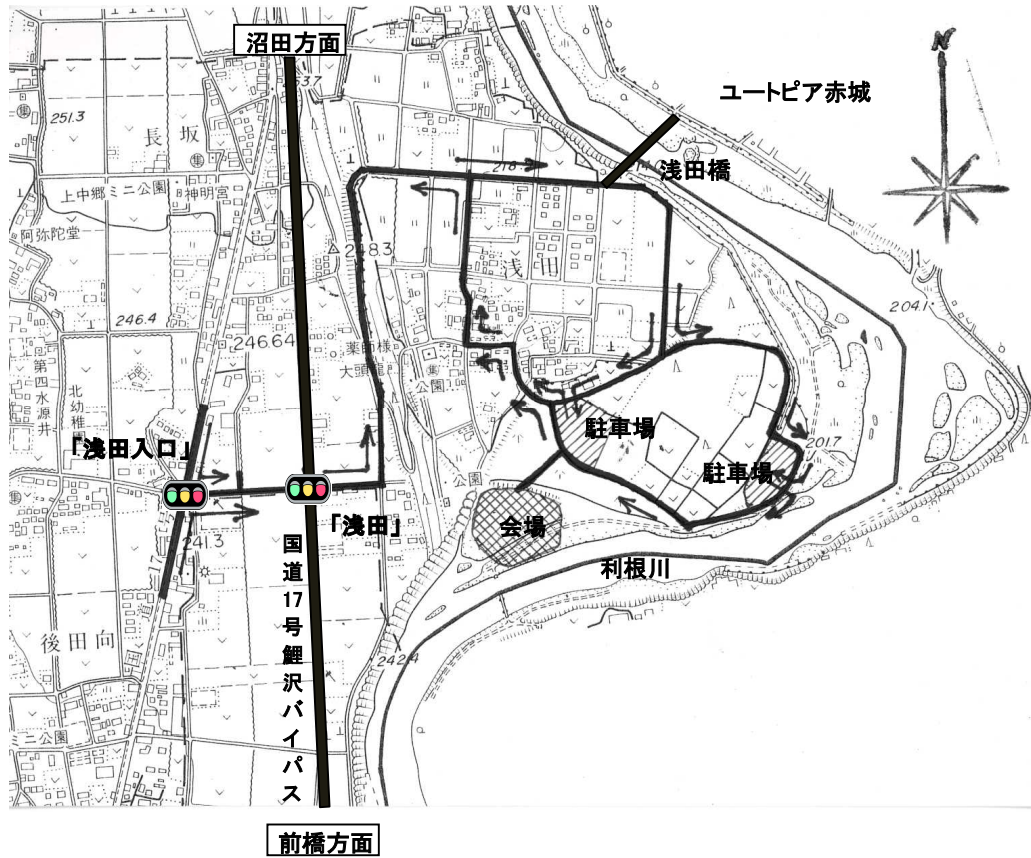 沼田方面
N
ユートピア赤城
251.3
長坂
集
浅田橋
上中郷ミニ公園
神明宮
阿弥陀堂
浅田
246.4
246.64
204.1
第四水源井
薬師様
大頭龍
集
公園
北幼稚
駐車場
「浅田入口」
駐車場
201.7
公園
集
「浅田」
会場
241.3
利根川
国道17号鯉沢バイパス
後田向
242.4
ミニ公園
前橋方面